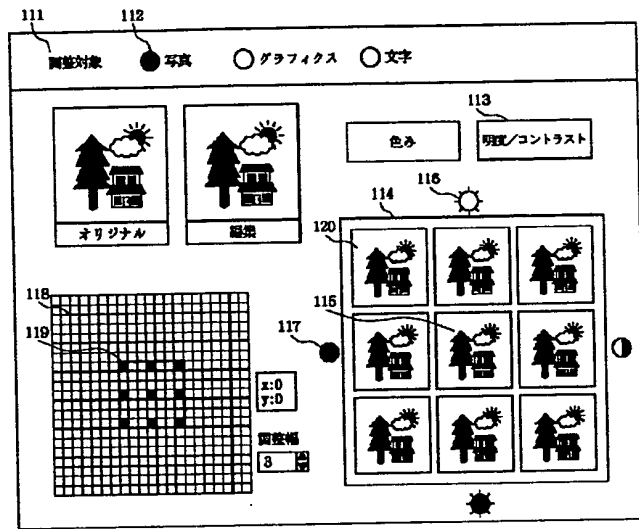 111
112
調整対象 写真 グラフィクス 文字
113
色み 明度/コントラスト
116
114
オリジナル 編集
120
118
119
115
117
x:0
y:0
調整幅
3